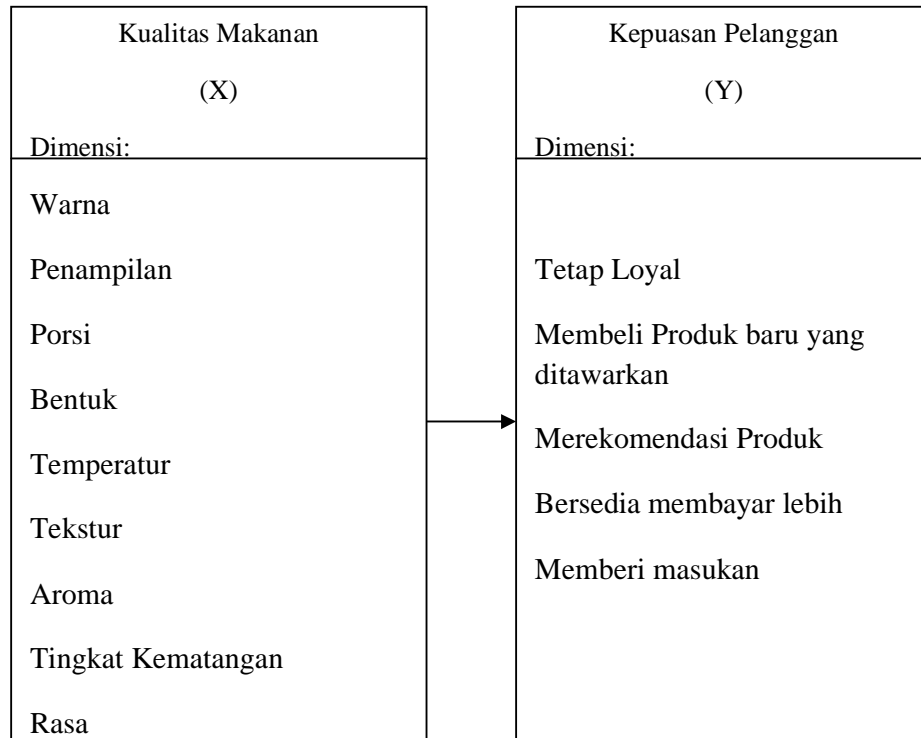 Kualitas Makanan
(X)
Dimensi:
Warna
Penampilan
Porsi
Bentuk
Temperatur
Tekstur
Aroma
Tingkat Kematangan
Rasa
Kepuasan Pelanggan
(Y)
Dimensi:
Tetap Loyal
Membeli Produk baru yang
ditawarkan
Merekomendasi Produk
Bersedia membayar lebih
Memberi masukan